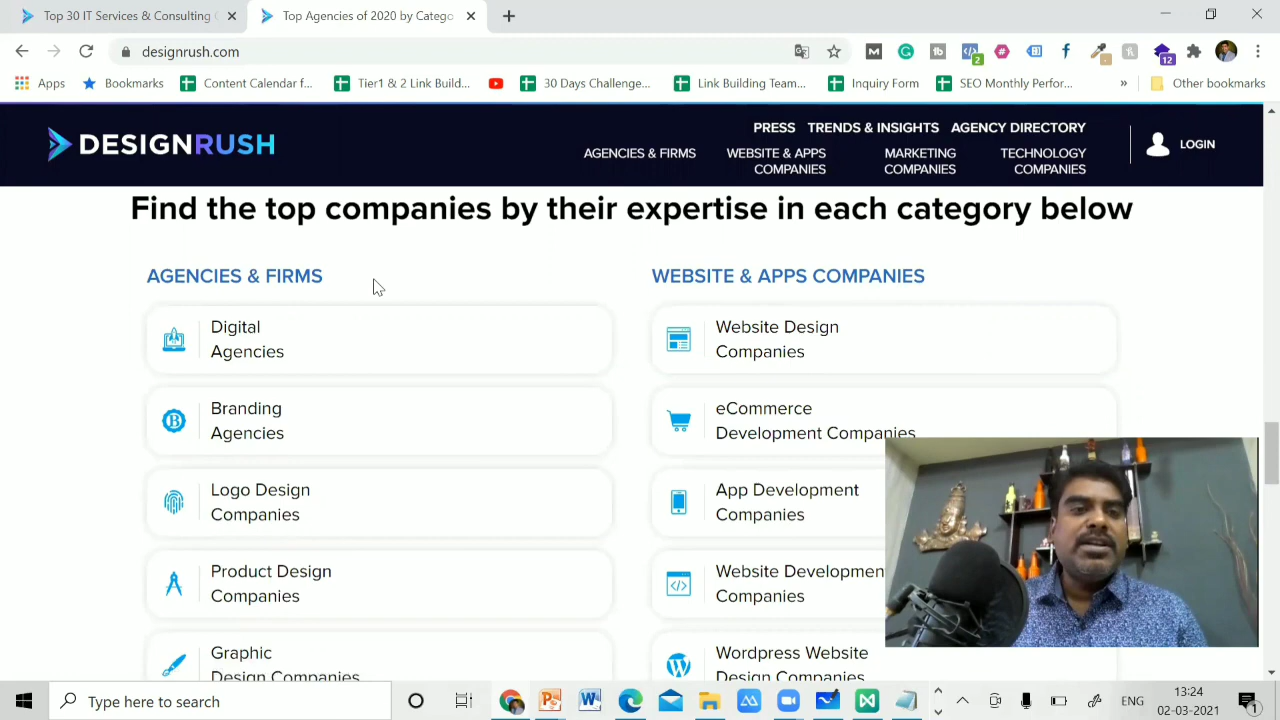 Top 30 IT Services & Consulting
Top Agencies of 2020 by Catego
designrush.com
2
12
Apps
Bookmarks
Content Calendar f...
Tier1 & 2 Link Build...
30 Days Challenge...
Link Building Team...
Inquiry Form
SEO Monthly Perfor...
»
Other bookmarks
DESIGNRUSH
PRESS TRENDS & INSIGHTS AGENCY DIRECTORY
AGENCIES & FIRMS
WEBSITE & APPS
COMPANIES
MARKETING
COMPANIES
TECHNOLOGY
COMPANIES
LOGIN
Find the top companies by their expertise in each category below
AGENCIES & FIRMS
Digital
Agencies
Branding
Agencies
Logo Design
Companies
Product Design
Companies
Graphic
Design Companies
WEBSITE & APPS COMPANIES
Website Design
Companies
eCommerce
Development Companies
App Development
Companies
Website Developmen
Companies
Wordpress Website
Design Companies
Type here to search
ENG
13:24
02-03-2021
1